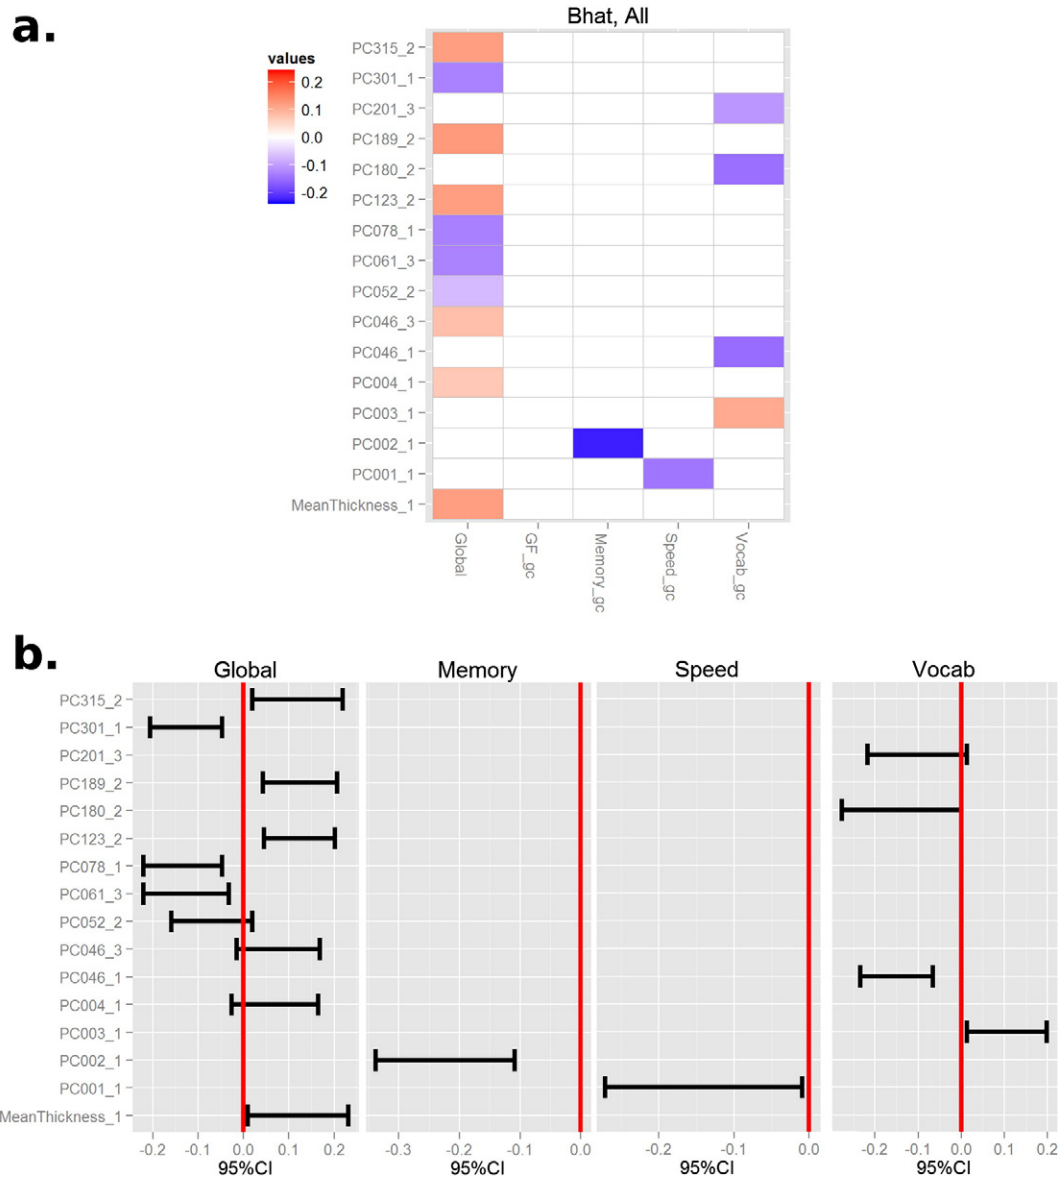 a.
Bhat, All
values
0.2
0.1
0.0
-0.1
-0.2
PC315_2
PC301_1
PC201_3
PC189_2
PC180_2
PC123_2
PC078_1
PC061_3
PC052_2
PC046_3
PC046_1
PC004_1
PC003_1
PC002_1
PC001_1
MeanThickness_1
Global
GF_gc
Memory_gc
Speed_gc
Vocab_gc
b.
Global Memory Speed Vocab
PC315_2
PC301_1
PC201_3
PC189_2
PC180_2
PC123_2
PC078_1
PC061_3
PC052_2
PC046_3
PC046_1
PC004_1
PC003_1
PC002_1
PC001_1
MeanThickness_1
-0.2 -0.1 0.0 0.1 0.2 -0.3 -0.2 -0.1 0.0 -0.2 -0.1 0.0 -0.2 -0.1 0.0 0.1 0.2
95%CI 95%CI 95%CI 95%CI